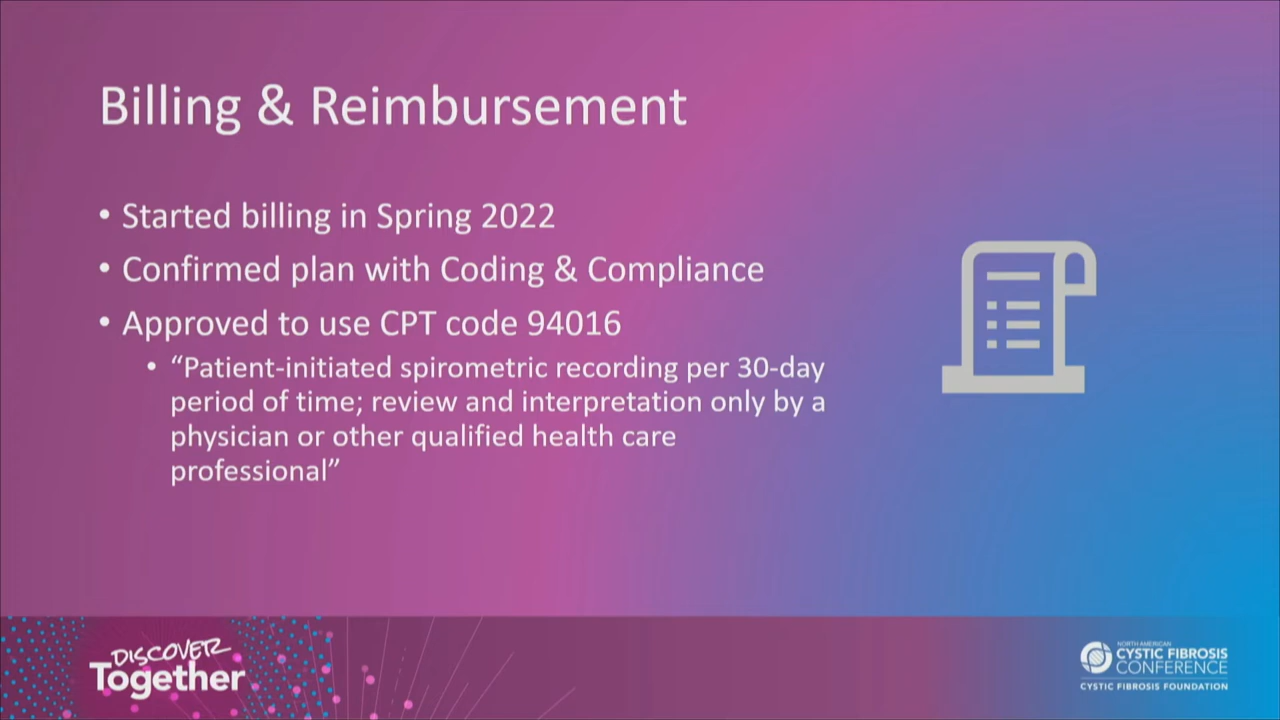 Billing & Reimbursement
• Started billing in Spring 2022
• Confirmed plan with Coding & Compliance
• Approved to use CPT code 94016
• “Patient-initiated spirometric recording per 30-day
period of time; review and interpretation only by a
physician or other qualified health care
professional”
DISCOVER
Together
NORTH AMERICAN
CYSTIC FIBROSIS
CONFERENCE
CYSTIC FIBROSIS FOUNDATION